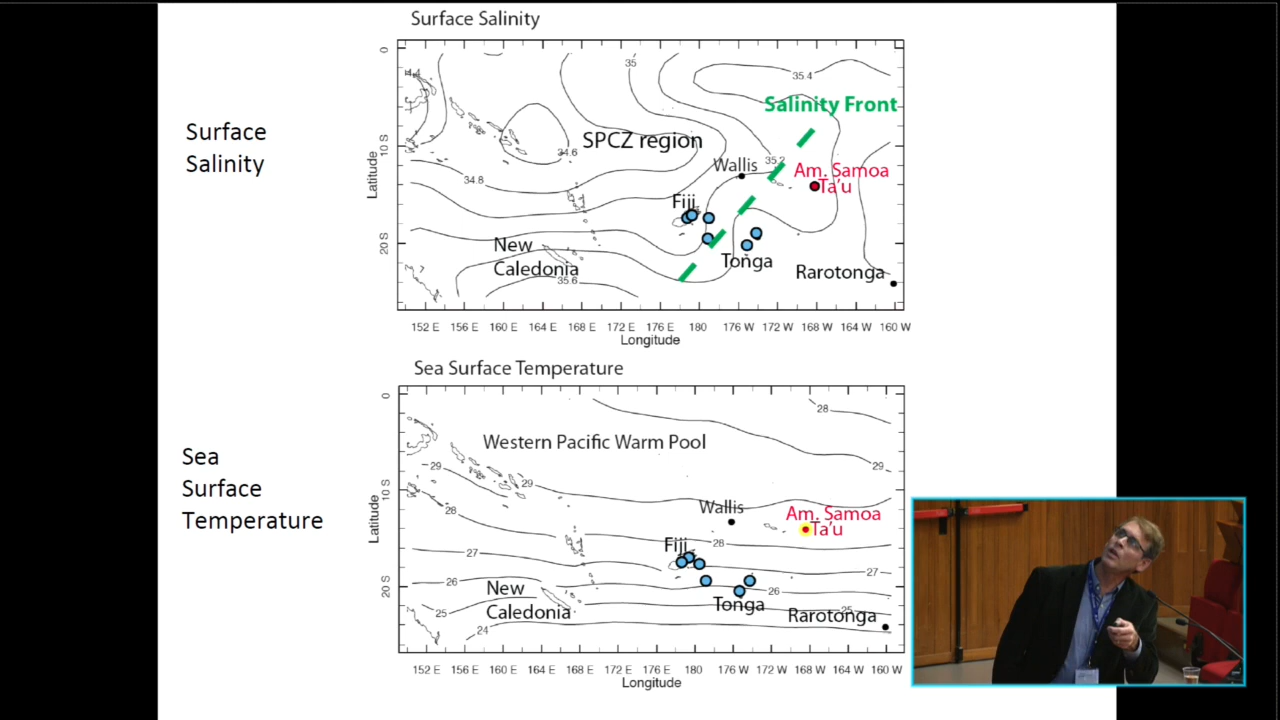 Surface Salinity
Surface
Salinity
0
10 S
20 S
Latitude
35
35.4
Salinity Front
SPCZ region
34.6
34.8
35.2
Wallis
Am. Samoa
Ta'u
Fiji
New
Caledonia
35.6
Tonga
Rarotonga
152 E 156 E 160 E 164 E 168 E 172 E 176 E 180 176 W 172 W 168 W 164 W 160 W
Longitude
Sea Surface Temperature
Sea
Surface
Temperature
0
10 S
20 S
Latitude
28
Western Pacific Warm Pool
29
29
29
28
Wallis
Am. Samoa
Ta'u
Fiji
28
27
27
26
26
New
Caledonia
25
25
24
Tonga
Rarotonga
152 E 156 E 160 E 164 E 168 E 172 E 176 E 180 176 W 172 W 168 W 164 W 160 W
Longitude